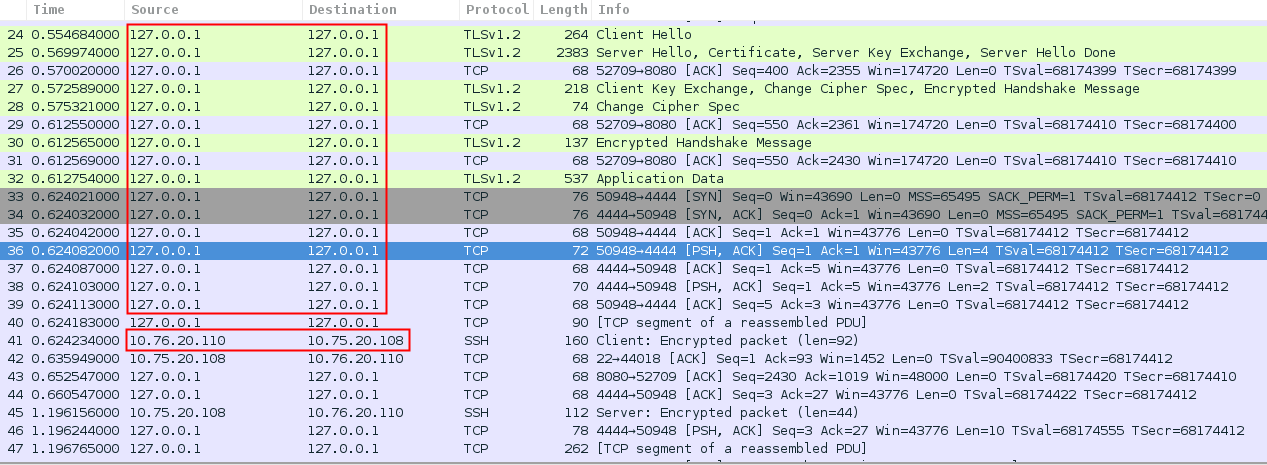 Time Source Destination Protocol Length Info
24 0.554684000 127.0.0.1 127.0.0.1 TLSv1.2 264 Client Hello
25 0.569974000 127.0.0.1 127.0.0.1 TLSv1.2 2383 Server Hello, Certificate, Server Key Exchange, Server Hello Done
26 0.570020000 127.0.0.1 127.0.0.1 TCP 68 52709→8080 [ACK] Seq=400 Ack=2355 Win=174720 Len=0 TSval=68174399 TSecr=68174399
27 0.572589000 127.0.0.1 127.0.0.1 TLSv1.2 218 Client Key Exchange, Change Cipher Spec, Encrypted Handshake Message
28 0.575321000 127.0.0.1 127.0.0.1 TLSv1.2 74 Change Cipher Spec
29 0.612550000 127.0.0.1 127.0.0.1 TCP 68 52709→8080 [ACK] Seq=550 Ack=2361 Win=174720 Len=0 TSval=68174410 TSecr=68174400
30 0.612565000 127.0.0.1 127.0.0.1 TLSv1.2 137 Encrypted Handshake Message
31 0.612569000 127.0.0.1 127.0.0.1 TCP 68 52709→8080 [ACK] Seq=550 Ack=2430 Win=174720 Len=0 TSval=68174410 TSecr=68174410
32 0.612754000 127.0.0.1 127.0.0.1 TLSv1.2 537 Application Data
33 0.624021000 127.0.0.1 127.0.0.1 TCP 76 50948→4444 [SYN] Seq=0 Win=43690 Len=0 MSS=65495 SACK_PERM=1 TSval=68174412 TSecr=0
34 0.624032000 127.0.0.1 127.0.0.1 TCP 76 4444→50948 [SYN, ACK] Seq=0 Ack=1 Win=43690 Len=0 MSS=65495 SACK_PERM=1 TSval=68174
35 0.624042000 127.0.0.1 127.0.0.1 TCP 68 50948→4444 [ACK] Seq=1 Ack=1 Win=43776 Len=0 TSval=68174412 TSecr=68174412
36 0.624082000 127.0.0.1 127.0.0.1 TCP 72 50948→4444 [PSH, ACK] Seq=1 Ack=1 Win=43776 Len=4 TSval=68174412 TSecr=68174412
37 0.624087000 127.0.0.1 127.0.0.1 TCP 68 4444→50948 [ACK] Seq=1 Ack=5 Win=43776 Len=0 TSval=68174412 TSecr=68174412
38 0.624103000 127.0.0.1 127.0.0.1 TCP 70 4444→50948 [PSH, ACK] Seq=1 Ack=5 Win=43776 Len=2 TSval=68174412 TSecr=68174412
39 0.624113000 127.0.0.1 127.0.0.1 TCP 68 50948→4444 [ACK] Seq=5 Ack=3 Win=43776 Len=0 TSval=68174412 TSecr=68174412
40 0.624183000 127.0.0.1 127.0.0.1 TCP 90 [TCP segment of a reassembled PDU]
41 0.624234000 10.76.20.110 10.75.20.108 SSH 160 Client: Encrypted packet (len=92)
42 0.635949000 10.75.20.108 10.76.20.110 TCP 68 22→44018 [ACK] Seq=1 Ack=93 Win=1452 Len=0 TSval=90400833 TSecr=68174412
43 0.652547000 127.0.0.1 127.0.0.1 TCP 68 8080→52709 [ACK] Seq=2430 Ack=1019 Win=48000 Len=0 TSval=68174420 TSecr=68174410
44 0.660547000 127.0.0.1 127.0.0.1 TCP 68 4444→50948 [ACK] Seq=3 Ack=27 Win=43776 Len=0 TSval=68174422 TSecr=68174412
45 1.196156000 10.75.20.108 10.76.20.110 SSH 112 Server: Encrypted packet (len=44)
46 1.196244000 127.0.0.1 127.0.0.1 TCP 78 4444→50948 [PSH, ACK] Seq=3 Ack=27 Win=43776 Len=10 TSval=68174555 TSecr=68174412
47 1.196765000 127.0.0.1 127.0.0.1 TCP 262 [TCP segment of a reassembled PDU]